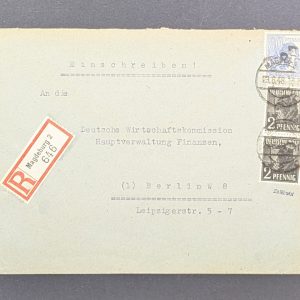 Einschreiben!
An die
Deutsche Wirtschaftskommission
Hauptverwaltung Finanzen,
(1) Berlin W 8
Leipzigerstr. 5 - 7
R
Magdeburg 2
646
2 PFENNIG
2 PFENNIG